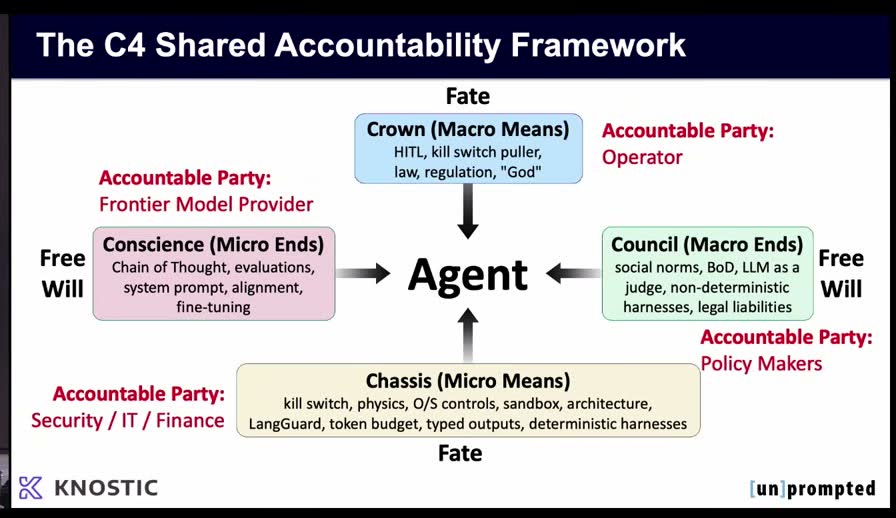 The C4 Shared Accountability Framework
Fate
Crown (Macro Means)
HITL, kill switch puller,
law, regulation, "God"
Accountable Party:
Operator
Accountable Party:
Frontier Model Provider
Free
Will
Conscience (Micro Ends)
Chain of Thought, evaluations,
system prompt, alignment,
fine-tuning
Agent
Council (Macro Ends)
social norms, BoD, LLM as a
judge, non-deterministic
harnesses, legal liabilities
Free
Will
Accountable Party:
Policy Makers
Accountable Party:
Security / IT / Finance
Chassis (Micro Means)
kill switch, physics, O/S controls, sandbox, architecture,
LangGuard, token budget, typed outputs, deterministic harnesses
Fate
KNOSTIC
[un]prompted